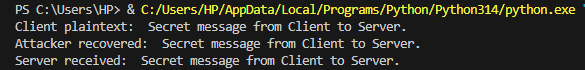 PS C:\Users\HP> & C:/Users/HP/AppData/Local/Programs/Python/Python314/python.exe
Client plaintext:  Secret message from Client to Server.
Attacker recovered:  Secret message from Client to Server.
Server received:  Secret message from Client to Server.